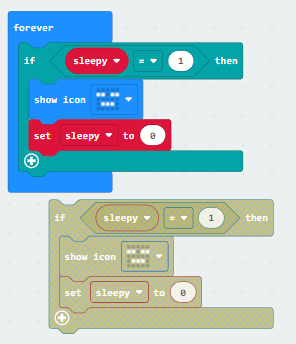 forever
if sleepy = 1 then
show icon
set sleepy to 0
if sleepy = 1 then
show icon
set sleepy to 0